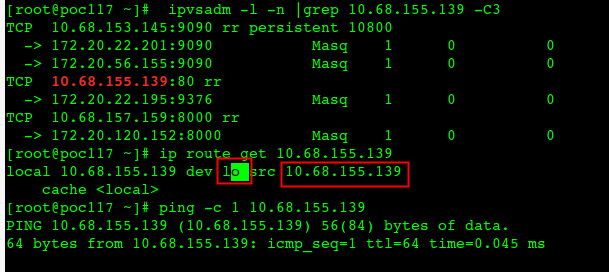 [root@poc117 ~]#  ipvsadm -l -n |grep 10.68.155.139 -C3
TCP  10.68.153.145:9090 rr persistent 10800
  -> 172.20.22.201:9090           Masq    1      0          0
  -> 172.20.56.155:9090           Masq    1      0          0
TCP  10.68.155.139:80 rr
  -> 172.20.22.195:9376           Masq    1      0          0
TCP  10.68.157.159:8000 rr
  -> 172.20.120.152:8000          Masq    1      0          0
[root@poc117 ~]# ip route get 10.68.155.139
local 10.68.155.139 dev lo src 10.68.155.139
    cache <local>
[root@poc117 ~]# ping -c 1 10.68.155.139
PING 10.68.155.139 (10.68.155.139) 56(84) bytes of data.
64 bytes from 10.68.155.139: icmp_seq=1 ttl=64 time=0.045 ms